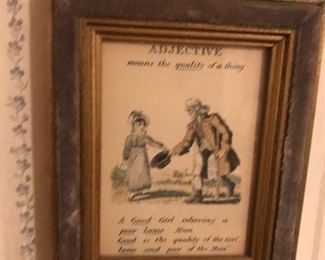 ADJECTIVE
means the quality of a thing
A Good Girl relieving a
poor lame Man.
Good is the quality of the Girl,
lame and poor of the Man.